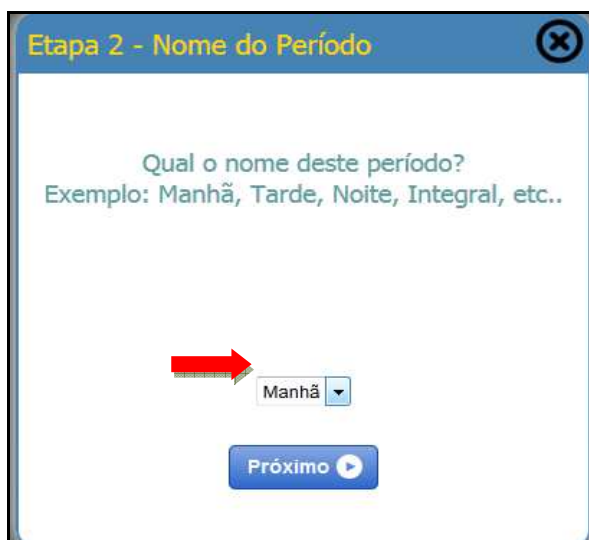 Etapa 2 - Nome do Período
Qual o nome deste período?
Exemplo: Manhã, Tarde, Noite, Integral, etc..
Manhã
Próximo